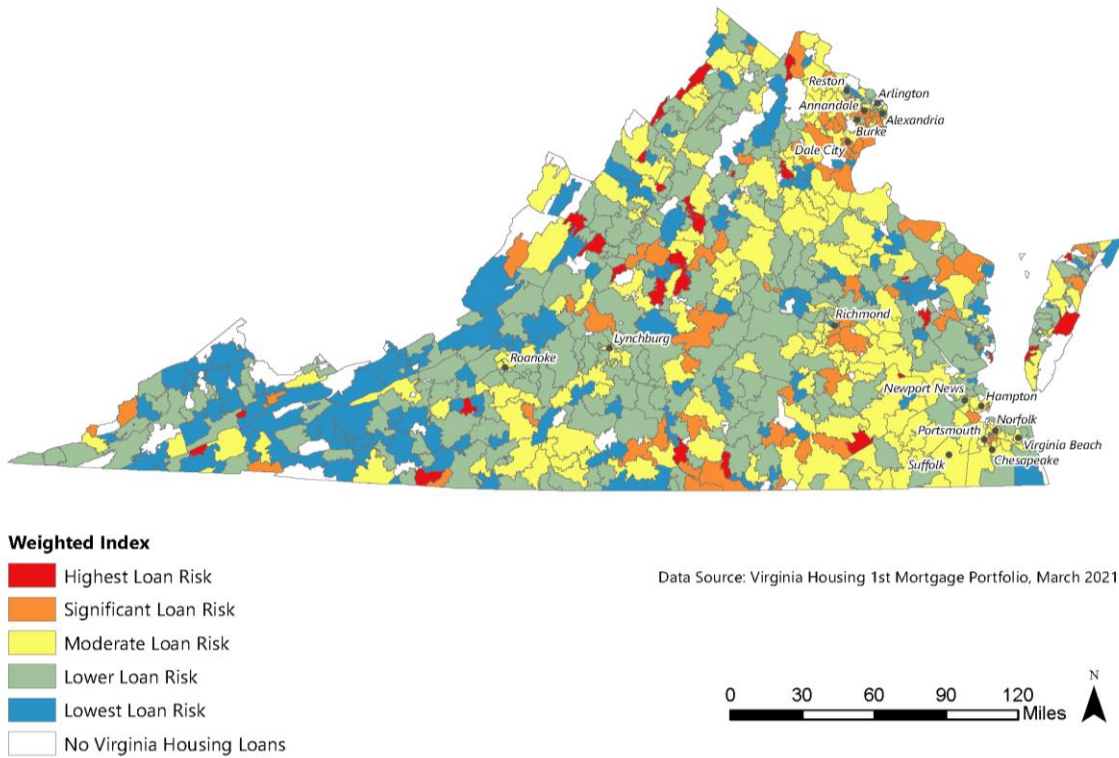 Reston
Arlington
Annandale
Alexandria
Burke
Dale City
Richmond
Lynchburg
Roanoke
Newport News
Hampton
Norfolk
Portsmouth
Virginia Beach
Suffolk
Chesapeake
Weighted Index
Highest Loan Risk
Data Source: Virginia Housing 1st Mortgage Portfolio, March 2021
Significant Loan Risk
Moderate Loan Risk
Lower Loan Risk
Lowest Loan Risk
No Virginia Housing Loans
N
0 30 60 90 120
Miles